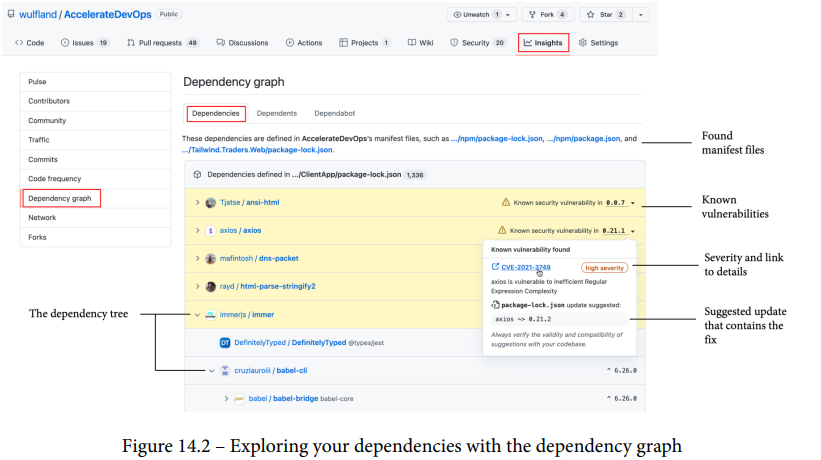 wulfland / AccelerateDevOps Public
Unwatch 1 Fork 4 Star 2
Code Issues 19 Pull requests 48 Discussions Actions Projects 1 Wiki Security 20 Insights Settings
Pulse
Contributors
Community
Traffic
Commits
Code frequency
Dependency graph
Network
Forks
Dependency graph
Dependencies Dependents Dependabot
These dependencies are defined in AccelerateDevOps's manifest files, such as .../npm/package-lock.json, .../npm/package.json, and
.../Tailwind.Traders.Web/package-lock.json.
Dependencies defined in .../ClientApp/package-lock.json 1,336
Tjatse / ansi-html Known security vulnerability in 0.0.7
axios / axios Known security vulnerability in 0.21.1
mafintosh / dns-packet
rayd / html-parse-stringify2
immerjs / immer
DefinitelyTyped / DefinitelyTyped @types/jest
cruzlauroiii / babel-cli ^ 6.26.0
babel / babel-bridge babel-core ^ 6.26.0
Known vulnerability found
CVE-2021-3749 high severity
axios is vulnerable to Inefficient Regular
Expression Complexity
package-lock.json update suggested:
axios ~> 0.21.2
Always verify the validity and compatibility of
suggestions with your codebase.
Found
manifest files
Known
vulnerabilities
Severity and link
to details
Suggested update
that contains the
fix
The dependency tree
Figure 14.2 – Exploring your dependencies with the dependency graph